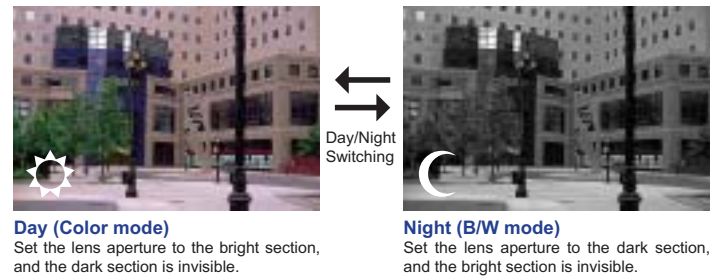 Day/Night
Switching
Day (Color mode)
Set the lens aperture to the bright section,
and the dark section is invisible.
Night (B/W mode)
Set the lens aperture to the dark section,
and the bright section is invisible.